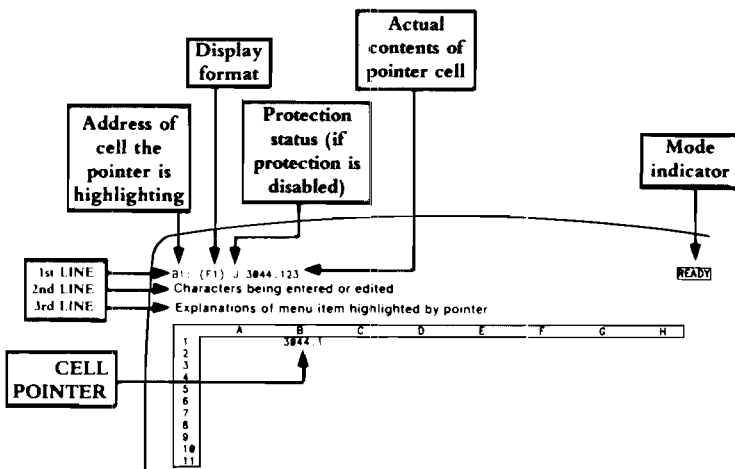 Display
format
Actual
contents of
pointer cell
Address of
cell the
pointer is
highlighting
Protection
status (if
protection is
disabled)
Mode
indicator
1st LINE
2nd LINE
3rd LINE
B1: (F1) U 3044.123
READY
Characters being entered or edited
Explanations of menu item highlighted by pointer
A B C D E F G H
1 3044.1
2
3
4
5
6
7
8
9
10
11
CELL
POINTER